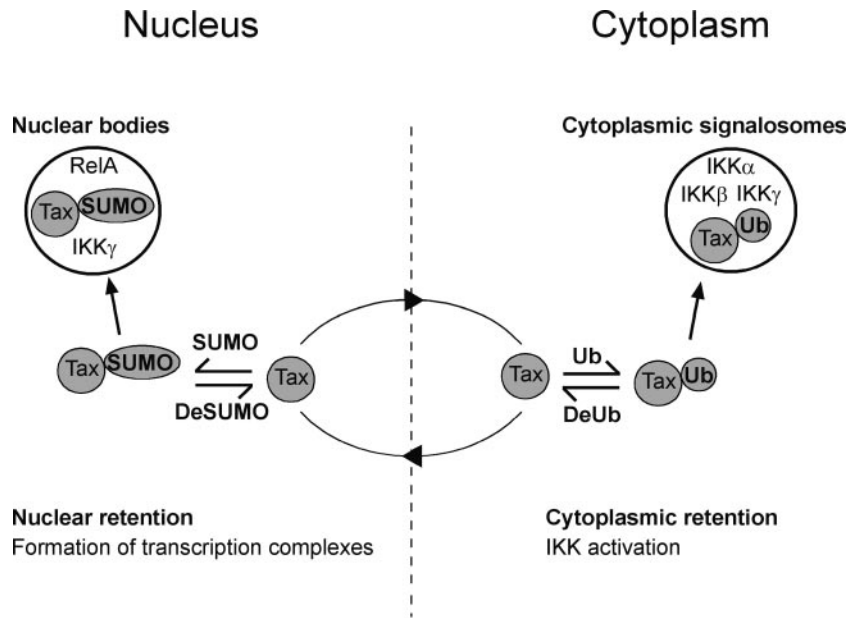 Nucleus
Cytoplasm
Nuclear bodies
RelA
Tax SUMO
IKKγ
Cytoplasmic signalosomes
IKKα
IKKβ IKKγ
Tax Ub
Tax SUMO
SUMO
DeSUMO
Tax
Tax
Ub
DeUb
Tax Ub
Nuclear retention
Formation of transcription complexes
Cytoplasmic retention
IKK activation